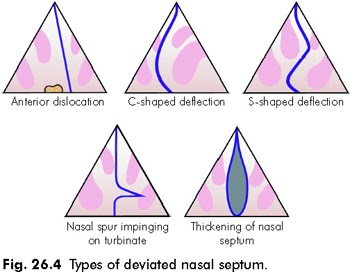 Anterior dislocation
C-shaped deflection
S-shaped deflection
Nasal spur impinging
on turbinate
Thickening of nasal
septum
Fig. 26.4 Types of deviated nasal septum.